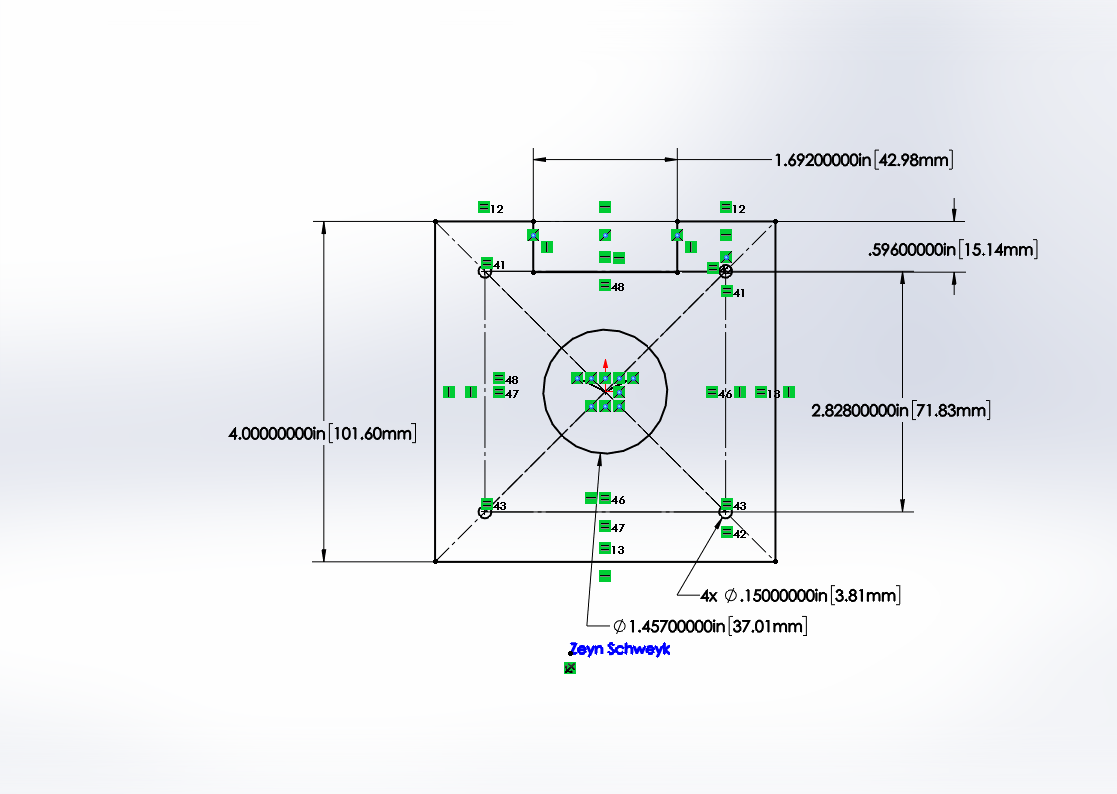 1.69200000in[42.98mm]
12
12
.59600000in[15.14mm]
41
48
41
48
47
46
13
2.82800000in[71.83mm]
4.00000000in[101.60mm]
43
46
43
47
42
13
4x ∅.15000000in[3.81mm]
∅1.45700000in[37.01mm]
Zeyn Schweyk